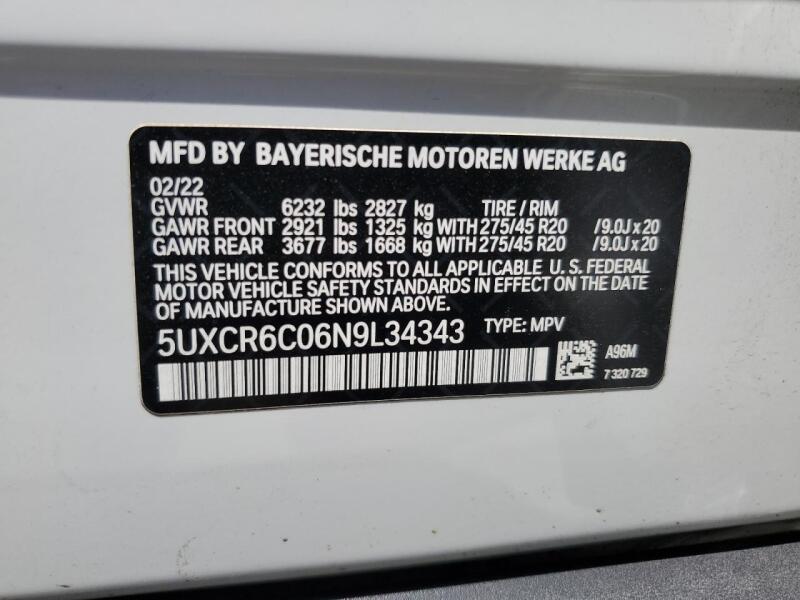 MFD BY BAYERISCHE MOTOREN WERKE AG
02/22
GVWR 6232 lbs 2827 kg TIRE / RIM
GAWR FRONT 2921 lbs 1325 kg WITH 275/45 R20 /9.0J x 20
GAWR REAR 3677 lbs 1668 kg WITH 275/45 R20 /9.0J x 20
THIS VEHICLE CONFORMS TO ALL APPLICABLE U. S. FEDERAL
MOTOR VEHICLE SAFETY STANDARDS IN EFFECT ON THE DATE
OF MANUFACTURE SHOWN ABOVE.
5UXCR6C06N9L34343 TYPE: MPV
A96M
7 320 729